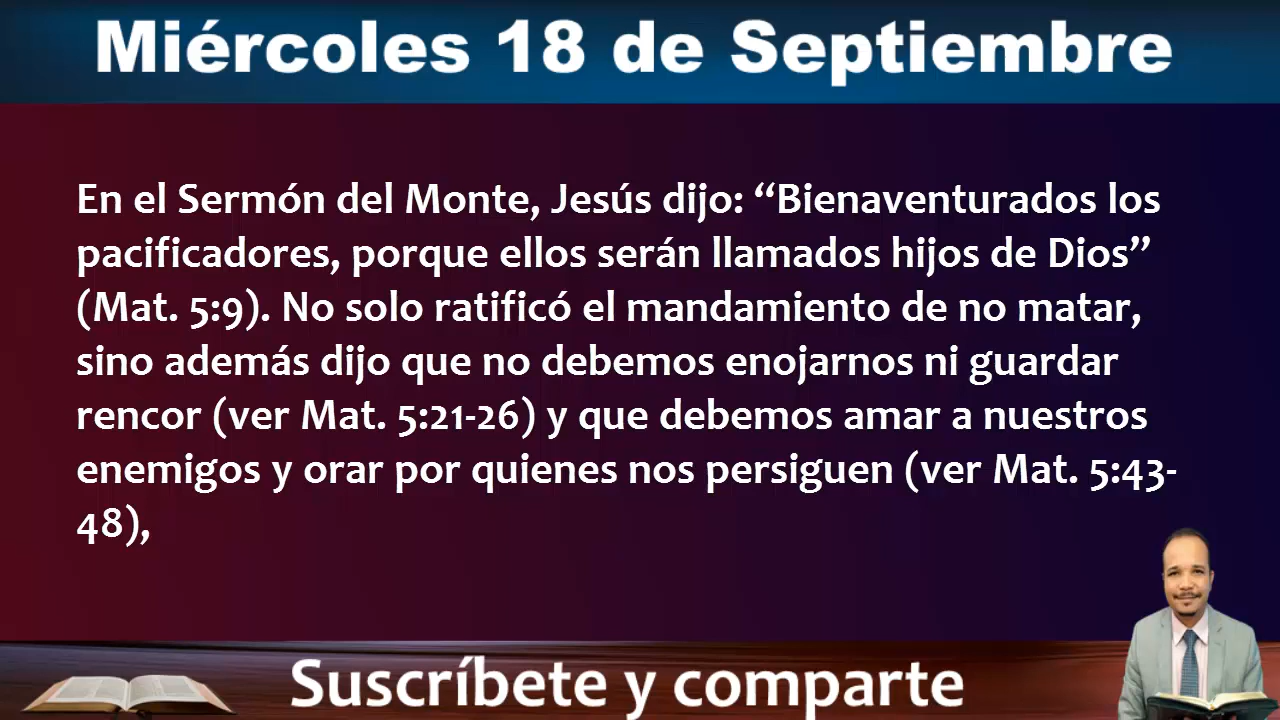 Miércoles 18 de Septiembre
En el Sermón del Monte, Jesús dijo: “Bienaventurados los
pacificadores, porque ellos serán llamados hijos de Dios”
(Mat. 5:9). No solo ratificó el mandamiento de no matar,
sino además dijo que no debemos enojarnos ni guardar
rencor (ver Mat. 5:21-26) y que debemos amar a nuestros
enemigos y orar por quienes nos persiguen (ver Mat. 5:43-
48),
Suscríbete y comparte